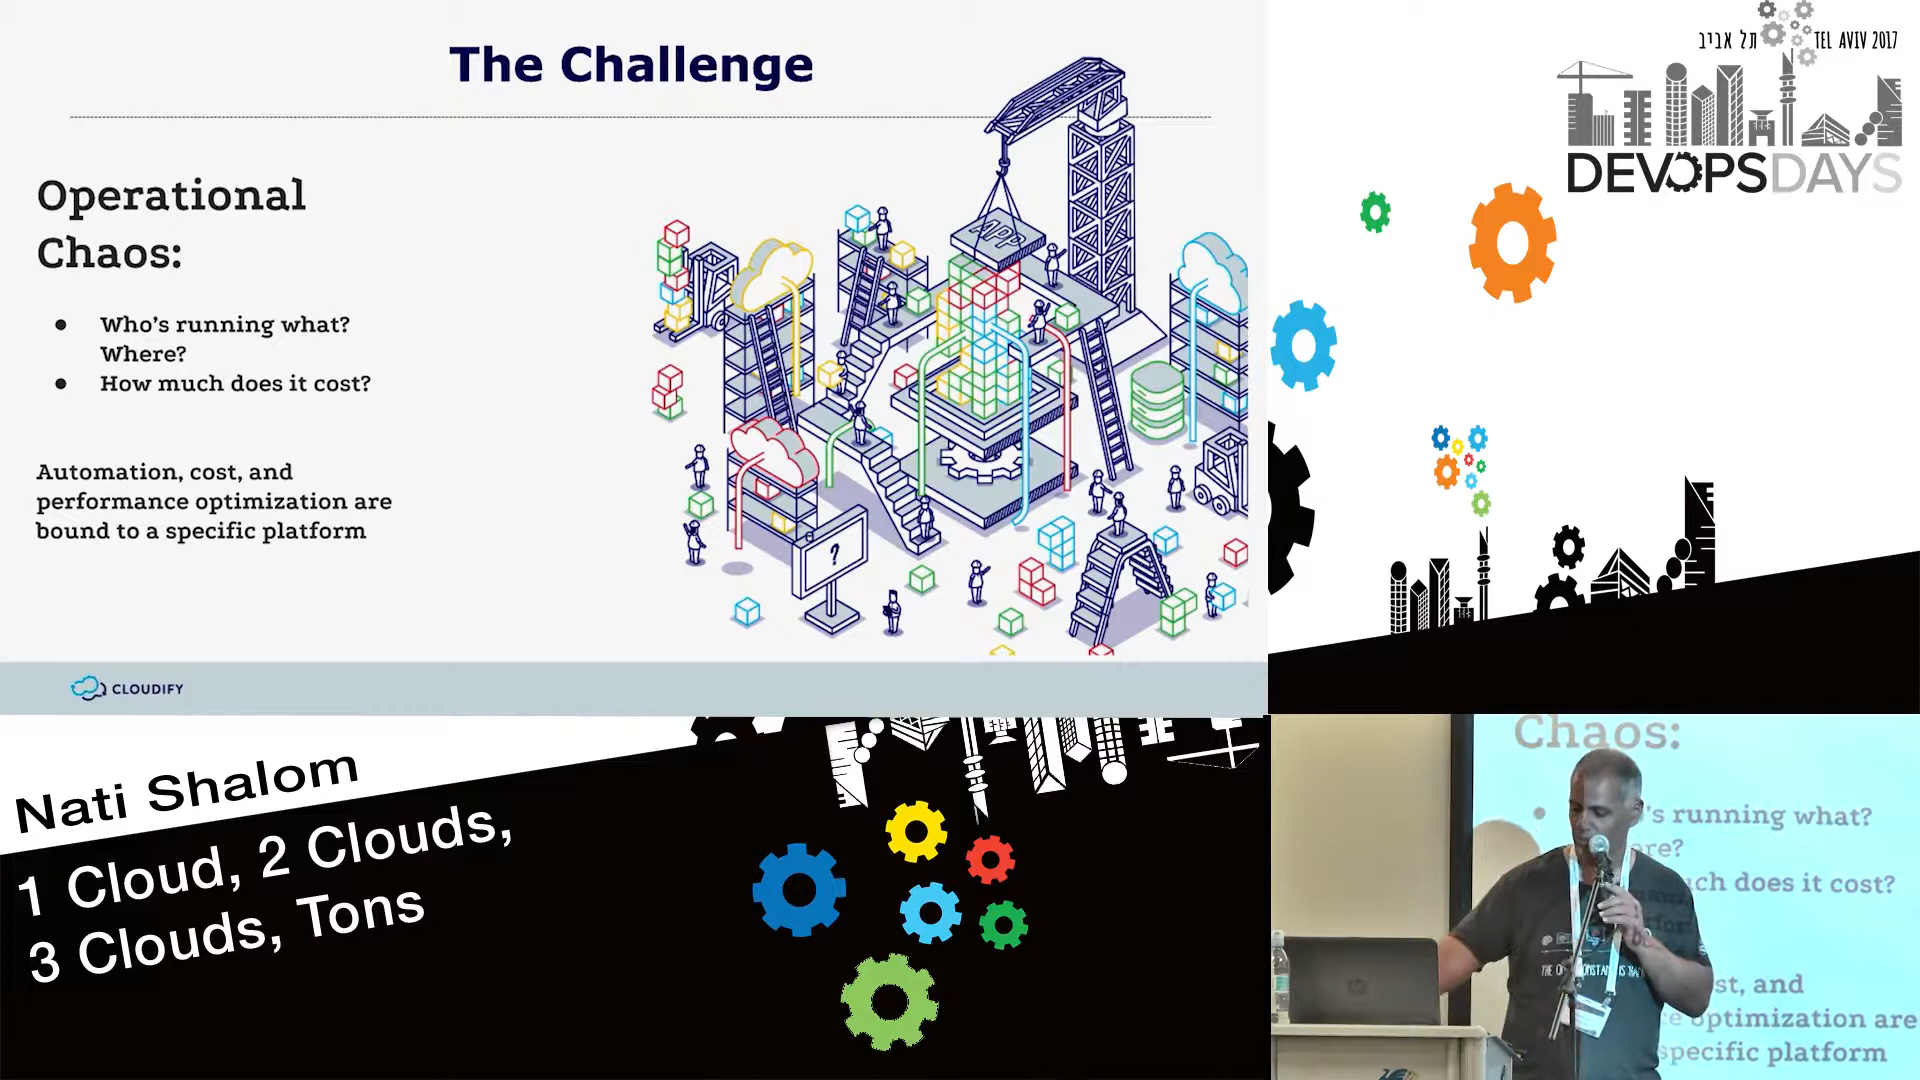 The Challenge
Operational
Chaos:
Who's running what?
Where?
How much does it cost?
Automation, cost, and
performance optimization are
bound to a specific platform
APP
?
CLOUDIFY
תל אביב TEL AVIV 2017
DEVOPSDAYS
Nati Shalom
1 Cloud, 2 Clouds,
3 Clouds, Tons
Chaos:
's running what?
ere?
ch does it cost?
st, and
e optimization are
specific platform